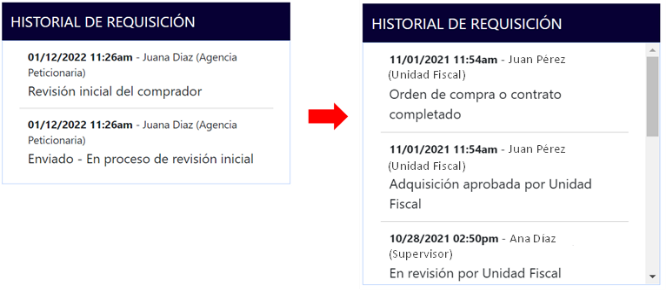 HISTORIAL DE REQUISICIÓN
01/12/2022 11:26am - Juana Diaz (Agencia
Peticionaria)
Revisión inicial del comprador
01/12/2022 11:26am - Juana Diaz (Agencia
Peticionaria)
Enviado - En proceso de revisión inicial
HISTORIAL DE REQUISICIÓN
11/01/2021 11:54am - Juan Pérez
(Unidad Fiscal)
Orden de compra o contrato
completado
11/01/2021 11:54am - Juan Pérez
(Unidad Fiscal)
Adquisición aprobada por Unidad
Fiscal
10/28/2021 02:50pm - Ana Diaz
(Supervisor)
En revisión por Unidad Fiscal